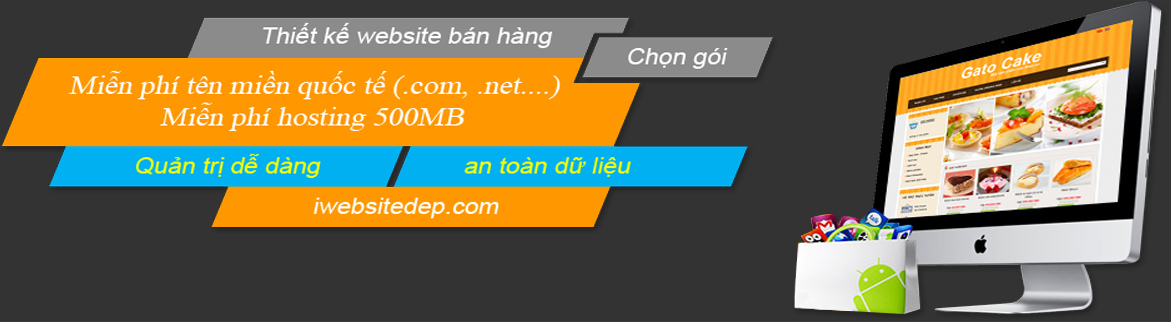 Thiết kế website bán hàng
Chọn gói
Miễn phí tên miền quốc tế (.com, .net....)
Miễn phí hosting 500MB
Quản trị dễ dàng
an toàn dữ liệu
iwebsitedep.com
Gato Cake
talk